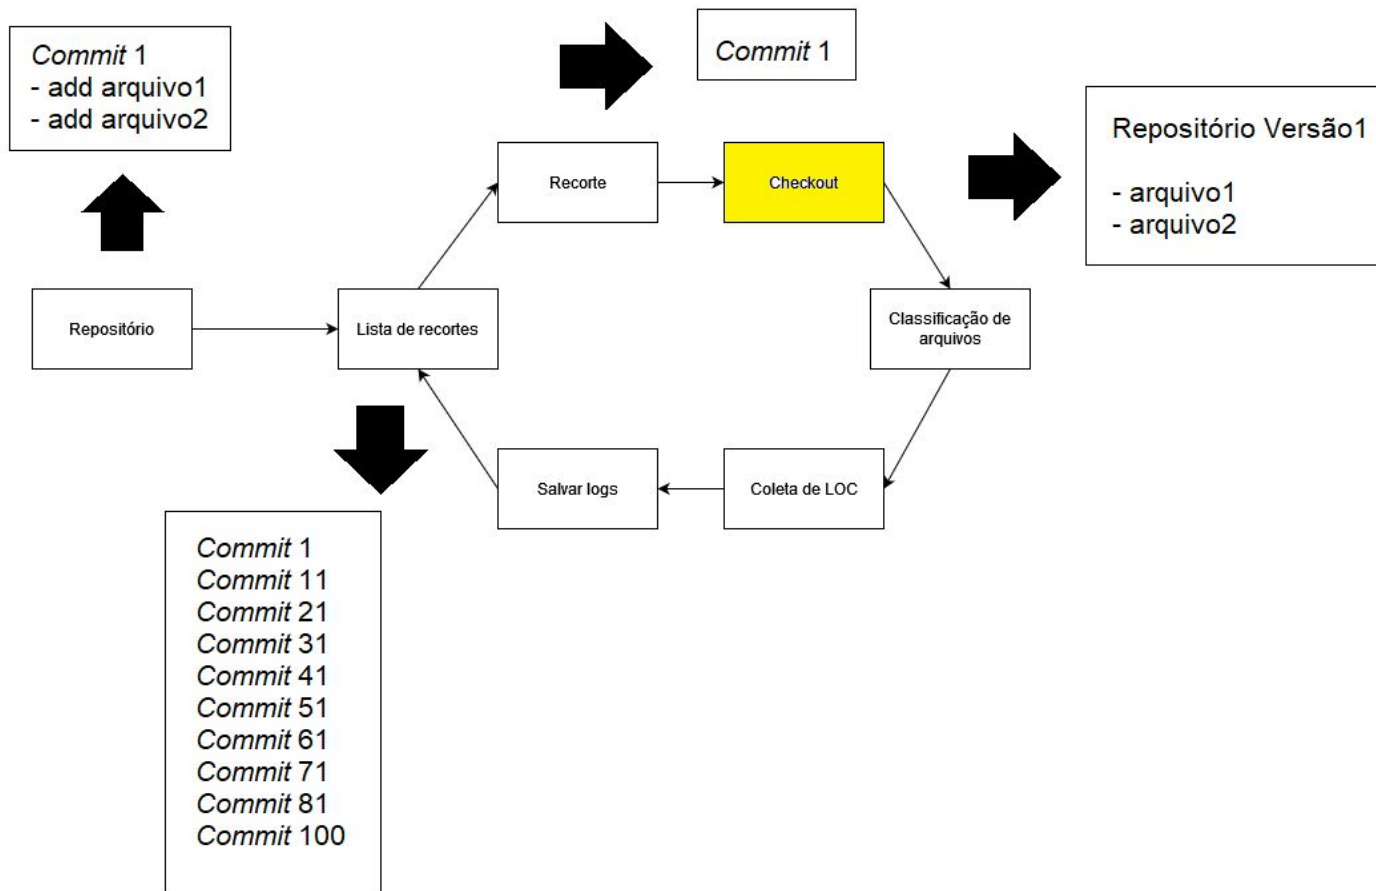 Commit 1
- add arquivo1
- add arquivo2
Commit 1
Repositório Versão1
- arquivo1
- arquivo2
Recorte
Checkout
Repositório
Lista de recortes
Classificação de
arquivos
Salvar logs
Coleta de LOC
Commit 1
Commit 11
Commit 21
Commit 31
Commit 41
Commit 51
Commit 61
Commit 71
Commit 81
Commit 100